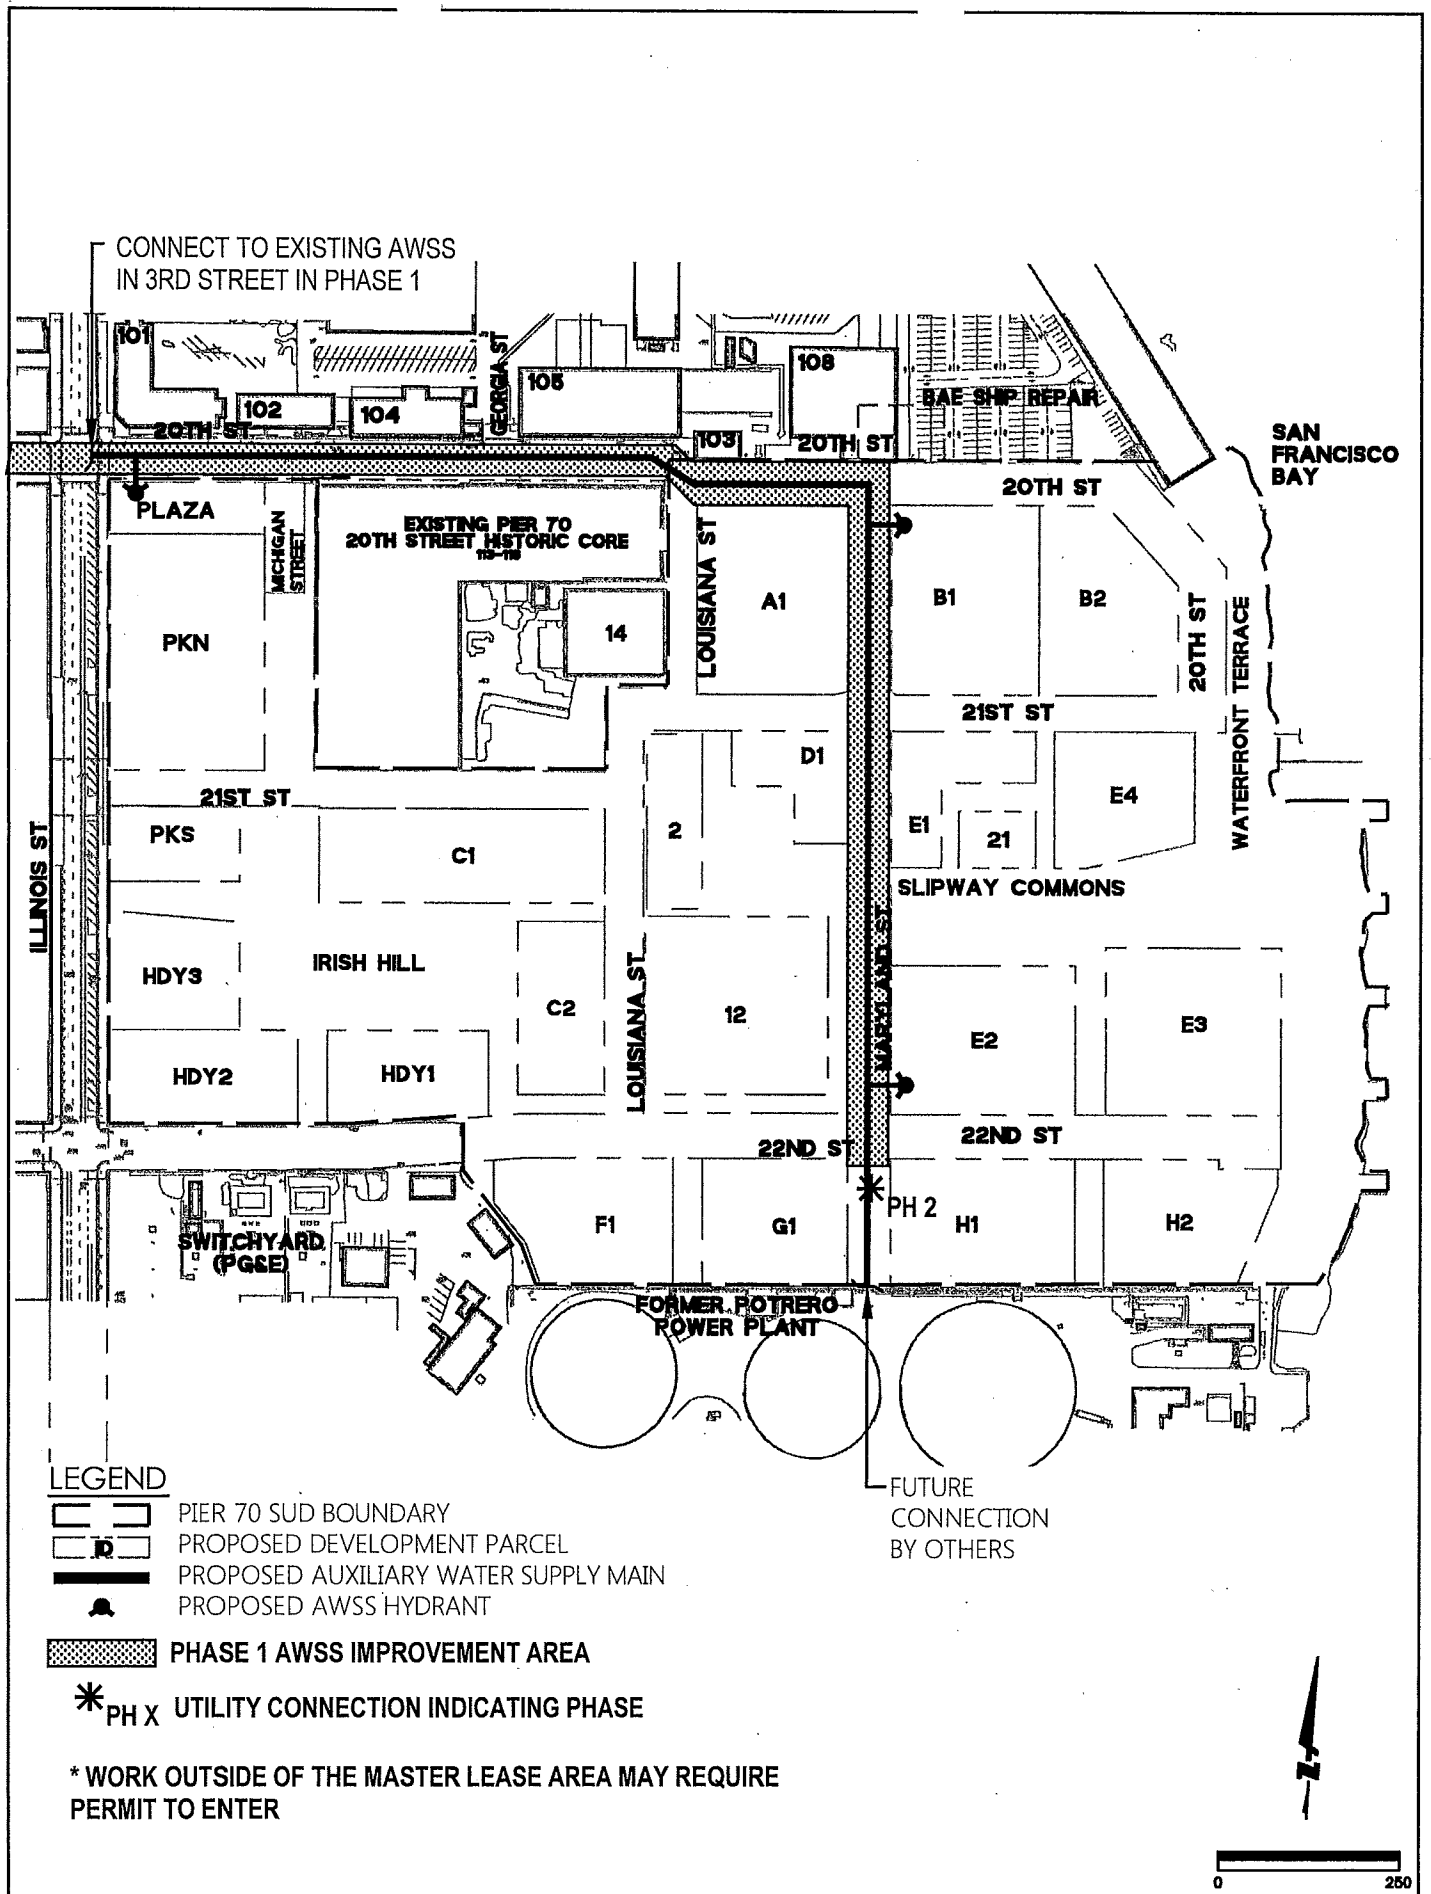 CONNECT TO EXISTING AWSS
IN 3RD STREET IN PHASE 1
101
102
104
GEORGIA ST
105
103
108
BAE SHIP REPAIR
20TH ST
20TH ST
SAN
FRANCISCO
BAY
20TH ST
PLAZA
MICHIGAN
STREET
EXISTING PIER 70
20TH STREET HISTORIC CORE
LOUISIANA ST
A1
B1
B2
20TH ST
WATERFRONT TERRACE
PKN
14
21ST ST
D1
21ST ST
ILLINOIS ST
PKS
C1
2
E1
21
E4
SLIPWAY COMMONS
HDY3
IRISH HILL
C2
LOUISIANA ST
12
MARYLAND ST
E2
E3
HDY2
HDY1
22ND ST
22ND ST
SWITCHYARD
(PG&E)
F1
G1
PH 2
H1
H2
FORMER POTRERO
POWER PLANT
FUTURE
CONNECTION
BY OTHERS
LEGEND
PIER 70 SUD BOUNDARY
D
PROPOSED DEVELOPMENT PARCEL
PROPOSED AUXILIARY WATER SUPPLY MAIN
PROPOSED AWSS HYDRANT
PHASE 1 AWSS IMPROVEMENT AREA
PH X UTILITY CONNECTION INDICATING PHASE
* WORK OUTSIDE OF THE MASTER LEASE AREA MAY REQUIRE
PERMIT TO ENTER
N
0 250